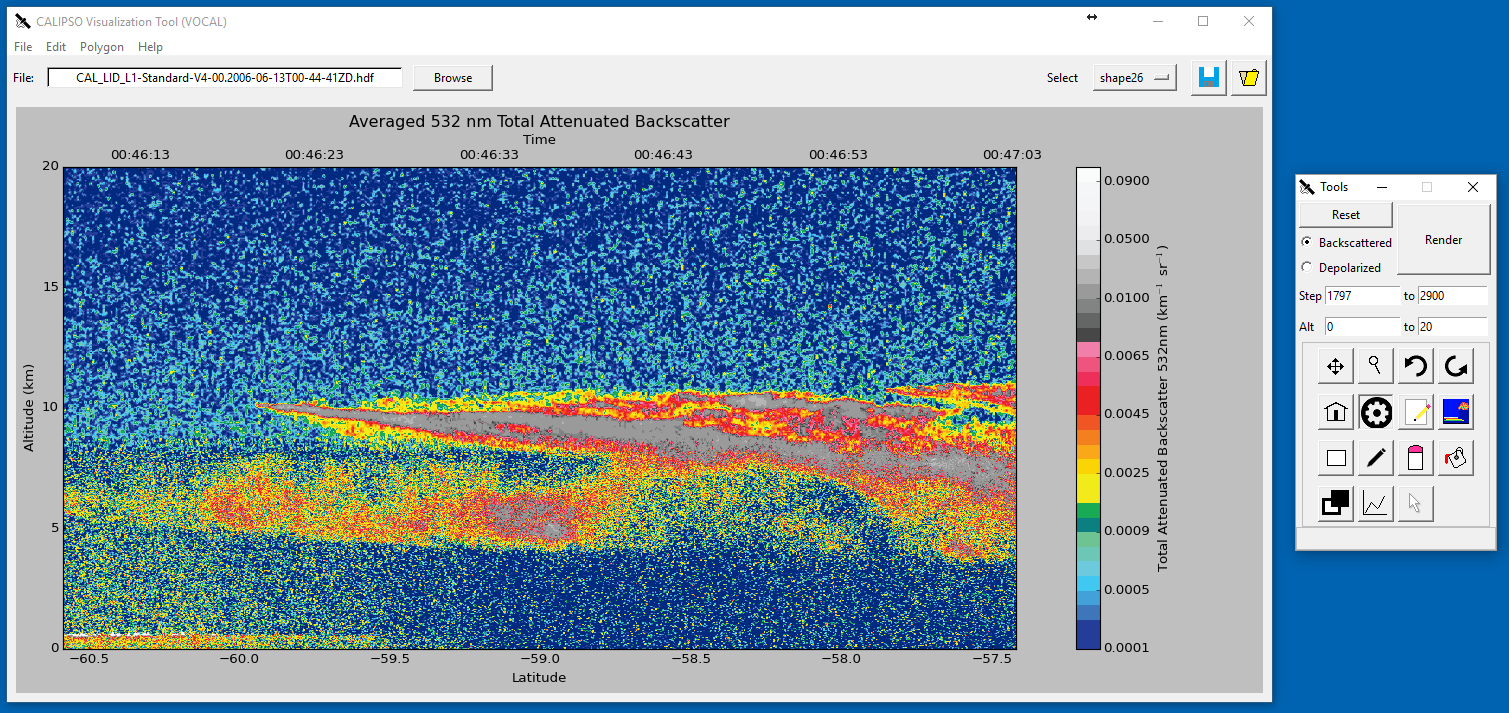 CALIPSO Visualization Tool (VOCAL)
File Edit Polygon Help
File: CAL_LID_L1-Standard-V4-00.2006-06-13T00-44-41ZD.hdf Browse Select shape26
Averaged 532 nm Total Attenuated Backscatter
Time
00:46:13 00:46:23 00:46:33 00:46:43 00:46:53 00:47:03
20
15
10
5
0
Altitude (km)
−60.5 −60.0 −59.5 −59.0 −58.5 −58.0 −57.5
Latitude
0.0900
0.0500
0.0100
0.0065
0.0045
0.0025
0.0009
0.0005
0.0001
Total Attenuated Backscatter 532nm (km⁻¹ sr⁻¹)
Tools
Reset
Render
Backscattered
Depolarized
Step 1797 to 2900
Alt 0 to 20